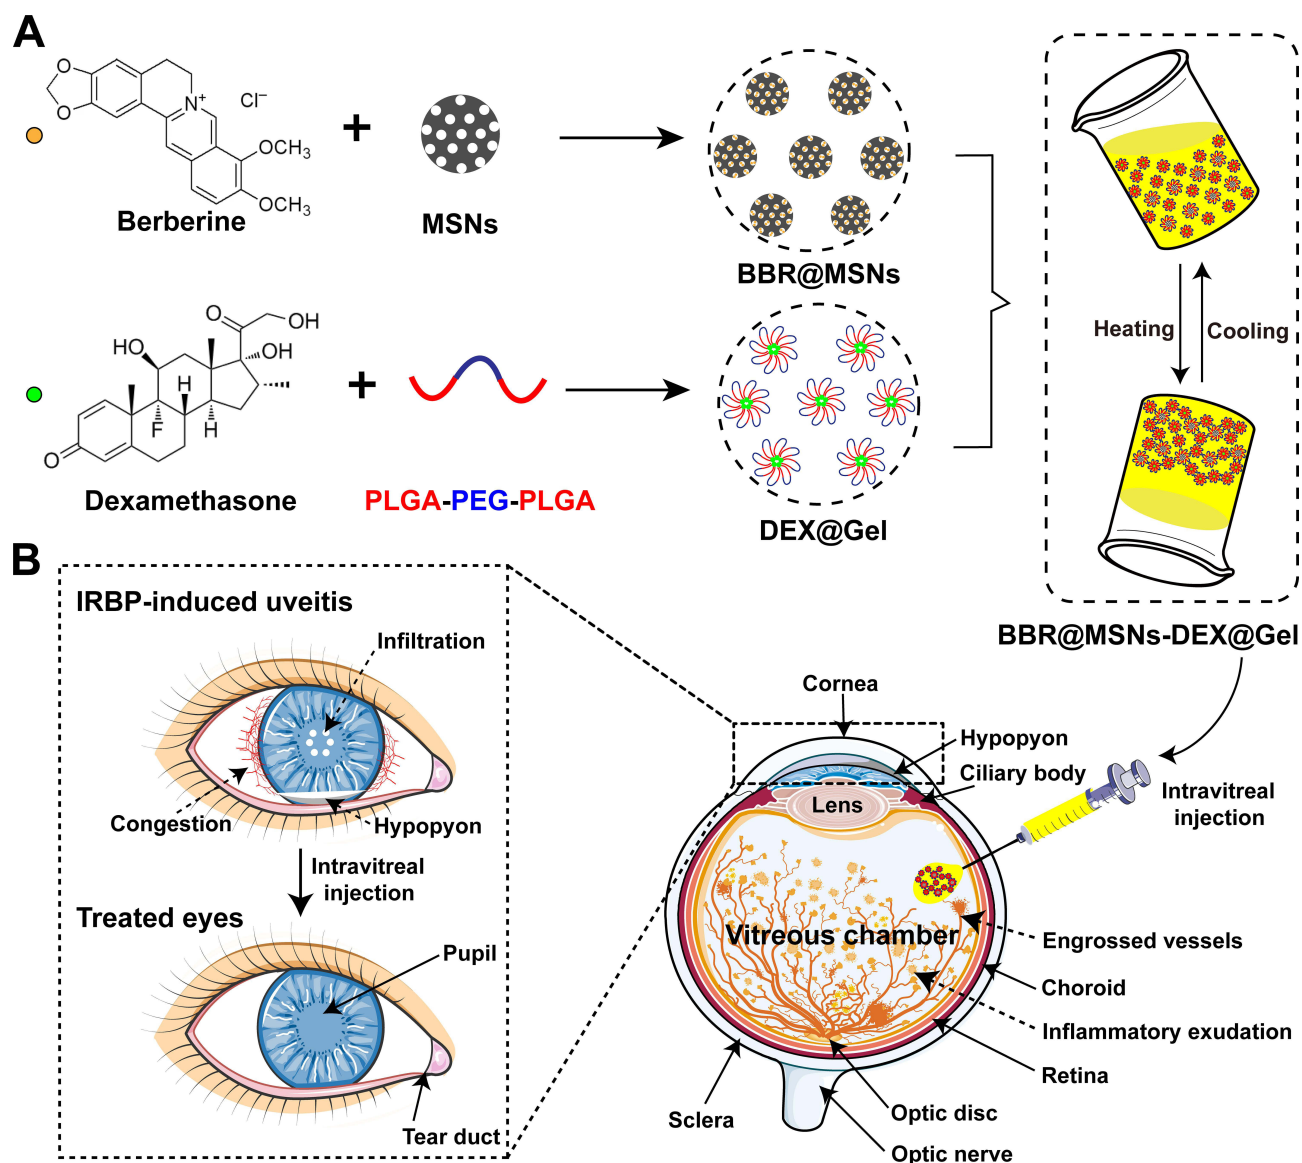 A
O
O
N+
Cl−
OCH3
OCH3
Berberine
+
MSNs
BBR@MSNs
O
OH
HO
OH
H
F
H
H
O
Dexamethasone
+
PLGA-PEG-PLGA
DEX@Gel
Heating
Cooling
BBR@MSNs-DEX@Gel
B
IRBP-induced uveitis
Infiltration
Congestion
Hypopyon
Intravitreal
injection
Treated eyes
Pupil
Tear duct
Cornea
Hypopyon
Ciliary body
Lens
Intravitreal
injection
Vitreous chamber
Engrossed vessels
Choroid
Inflammatory exudation
Retina
Sclera
Optic disc
Optic nerve